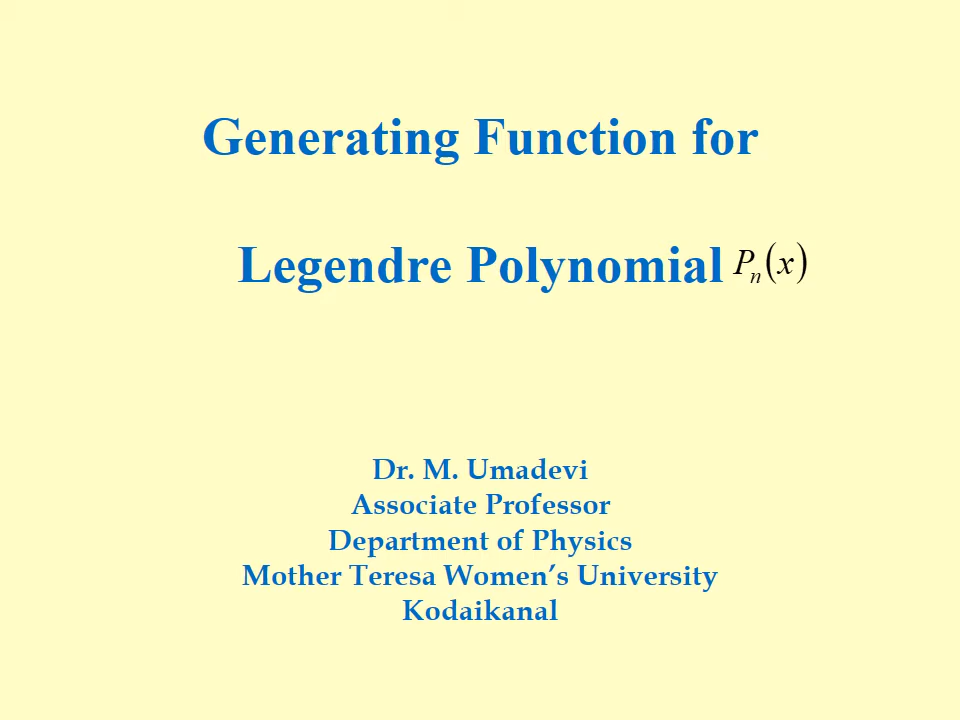 Generating Function for
Legendre Polynomial Pₙ(x)
Dr. M. Umadevi
Associate Professor
Department of Physics
Mother Teresa Women’s University
Kodaikanal